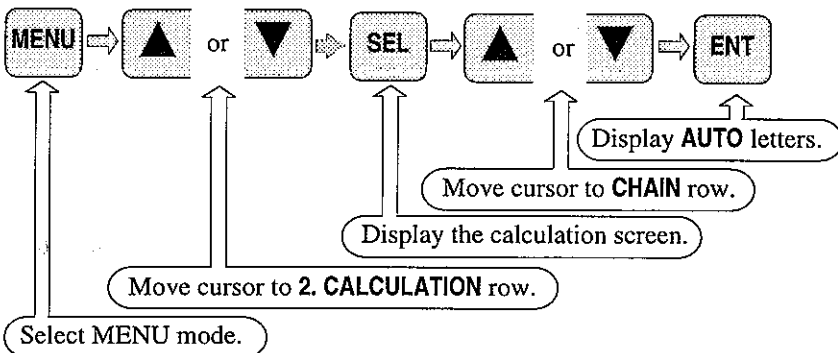 MENU or SEL or ENT
Display AUTO letters.
Move cursor to CHAIN row.
Display the calculation screen.
Move cursor to 2. CALCULATION row.
Select MENU mode.